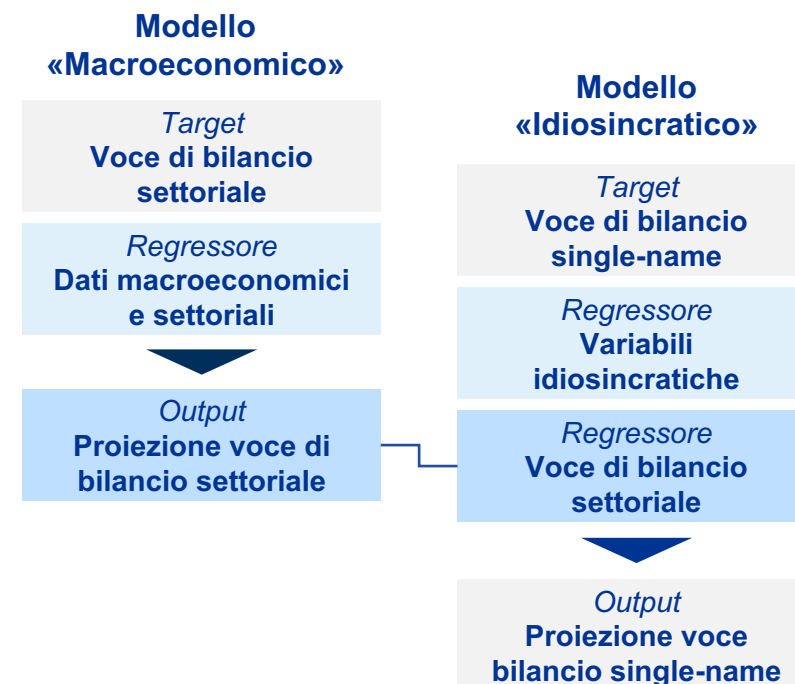 Modello
«Macroeconomico»
Target
Voce di bilancio
settoriale
Regressore
Dati macroeconomici
e settoriali
Output
Proiezione voce di
bilancio settoriale
Modello
«Idiosincratico»
Target
Voce di bilancio
single-name
Regressore
Variabili
idiosincratiche
Regressore
Voce di bilancio
settoriale
Output
Proiezione voce
bilancio single-name